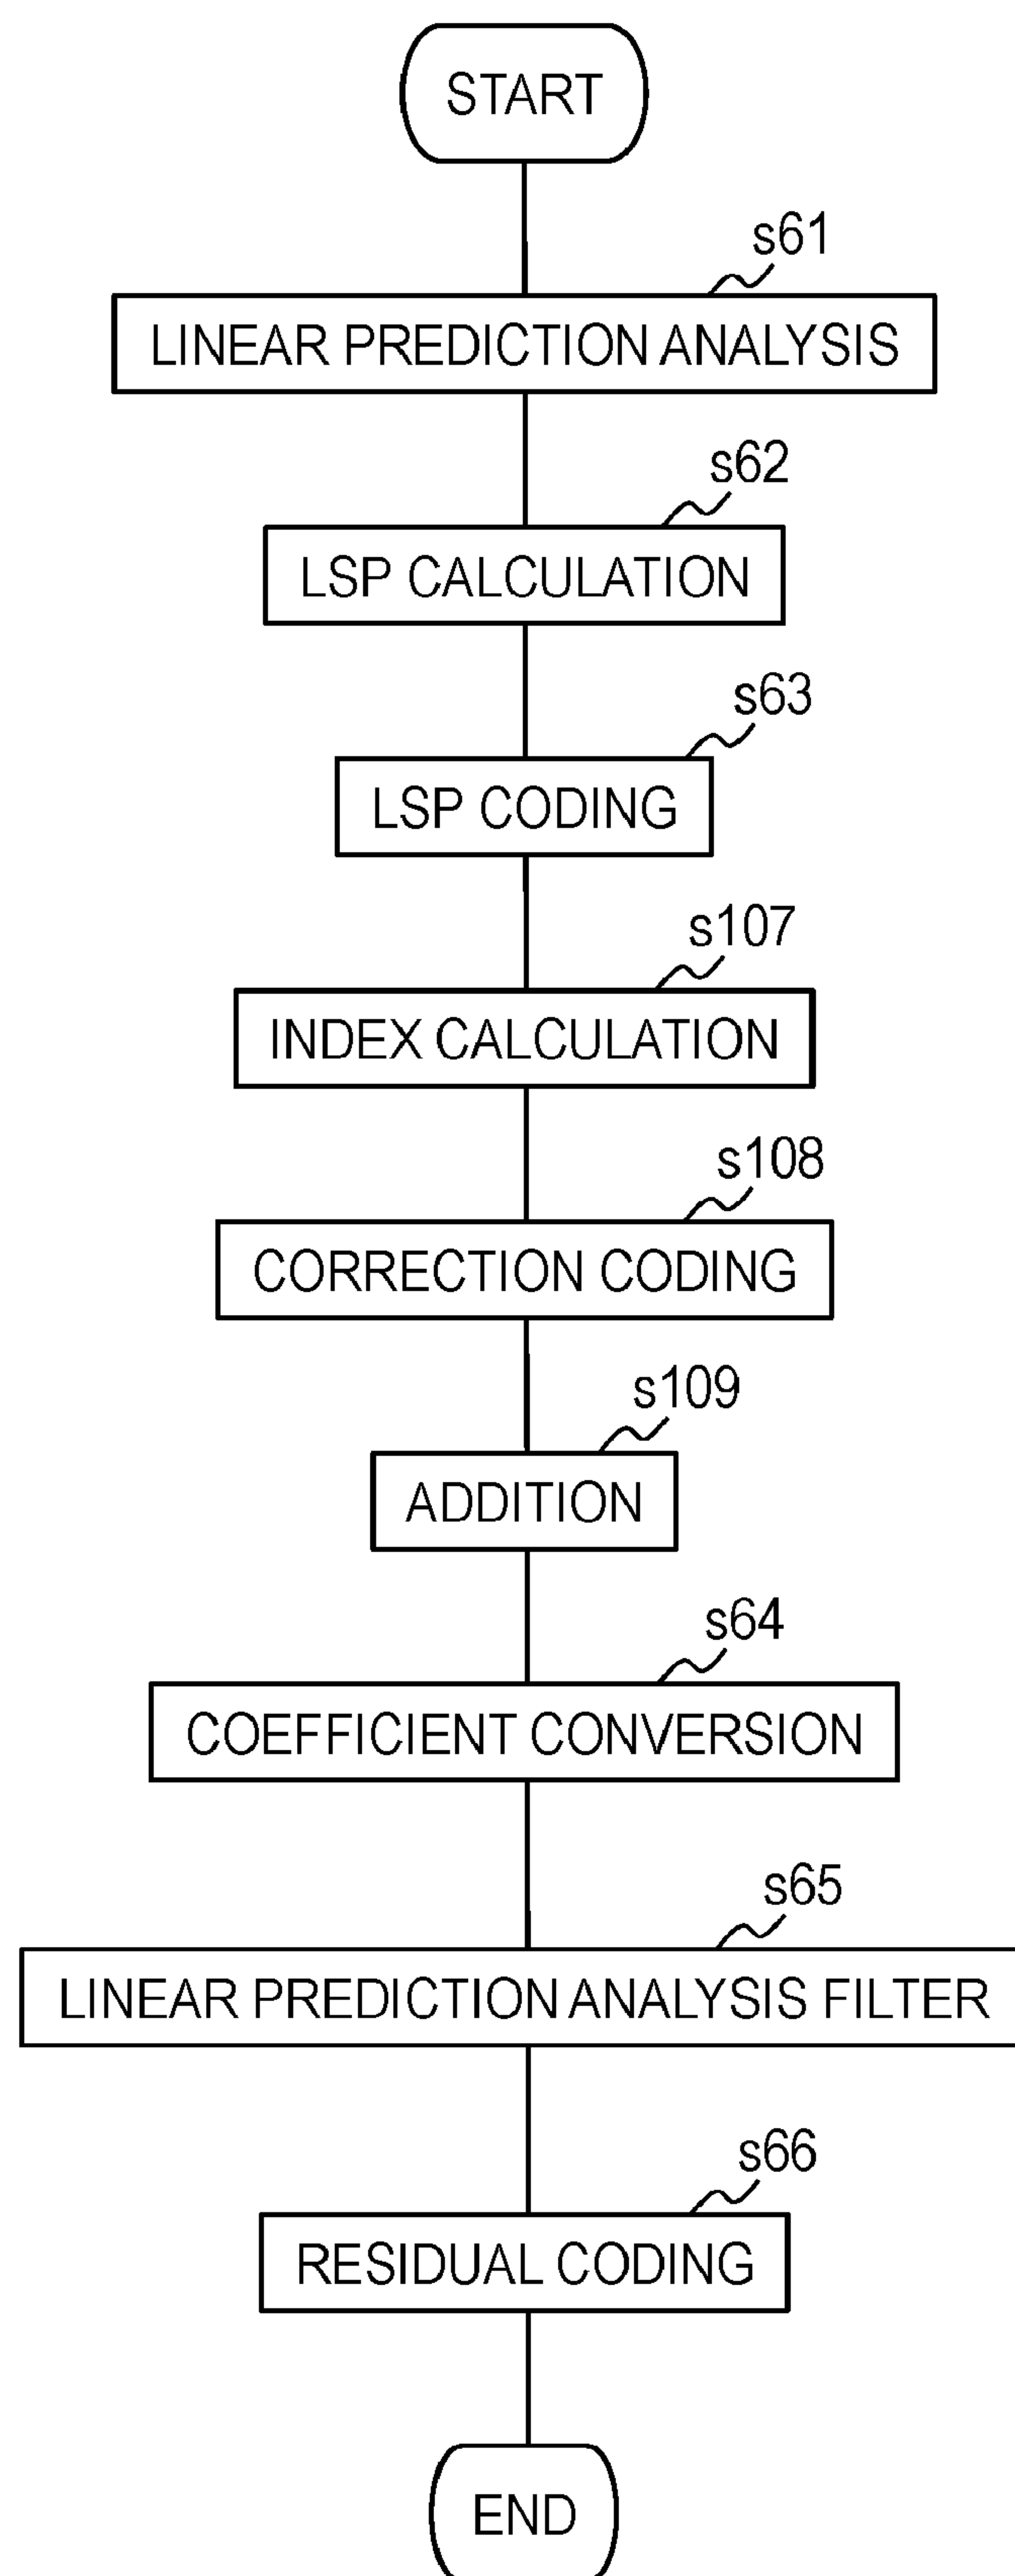 START
s61
LINEAR PREDICTION ANALYSIS
s62
LSP CALCULATION
s63
LSP CODING
s107
INDEX CALCULATION
s108
CORRECTION CODING
s109
ADDITION
s64
COEFFICIENT CONVERSION
s65
LINEAR PREDICTION ANALYSIS FILTER
s66
RESIDUAL CODING
END